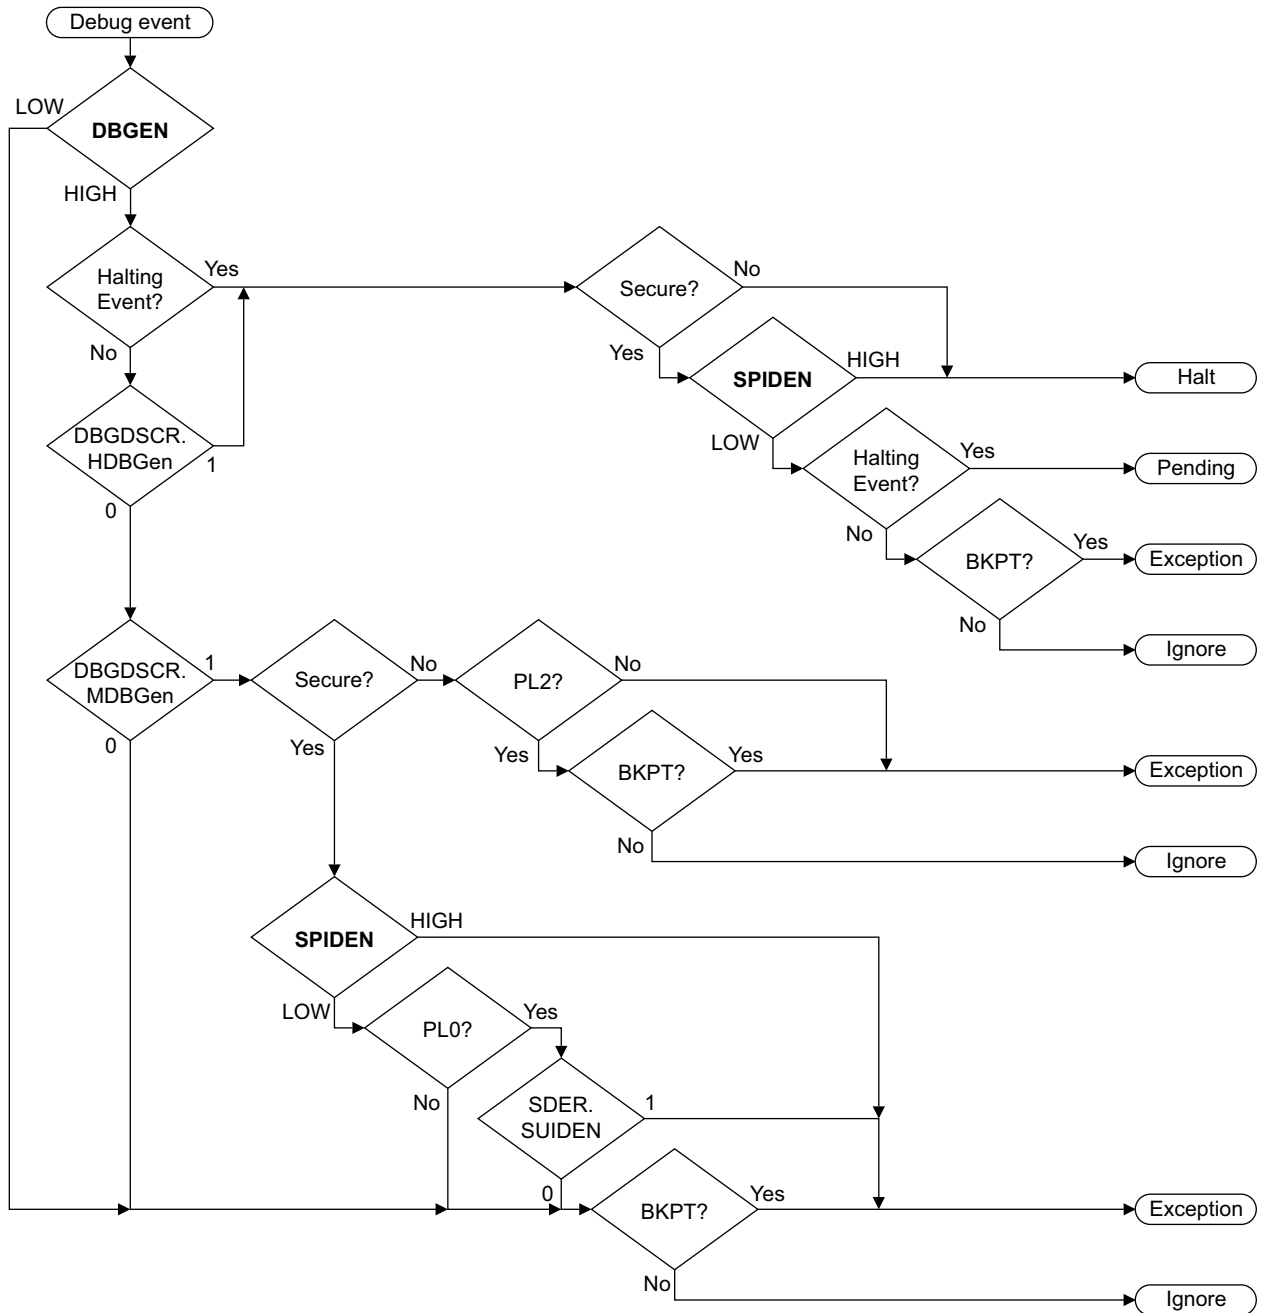 Debug event
LOW
DBGEN
HIGH
Halting
Event?
Yes
No
Secure?
No
Yes
SPIDEN
HIGH
Halt
LOW
DBGDSCR.
HDBGen
1
0
Halting
Event?
Yes
Pending
No
BKPT?
Yes
Exception
No
Ignore
DBGDSCR.
MDBGen
1
0
Secure?
No
Yes
PL2?
No
Yes
BKPT?
Yes
Exception
No
Ignore
SPIDEN
HIGH
LOW
PL0?
Yes
No
SDER.
SUIDEN
1
0
BKPT?
Yes
Exception
No
Ignore